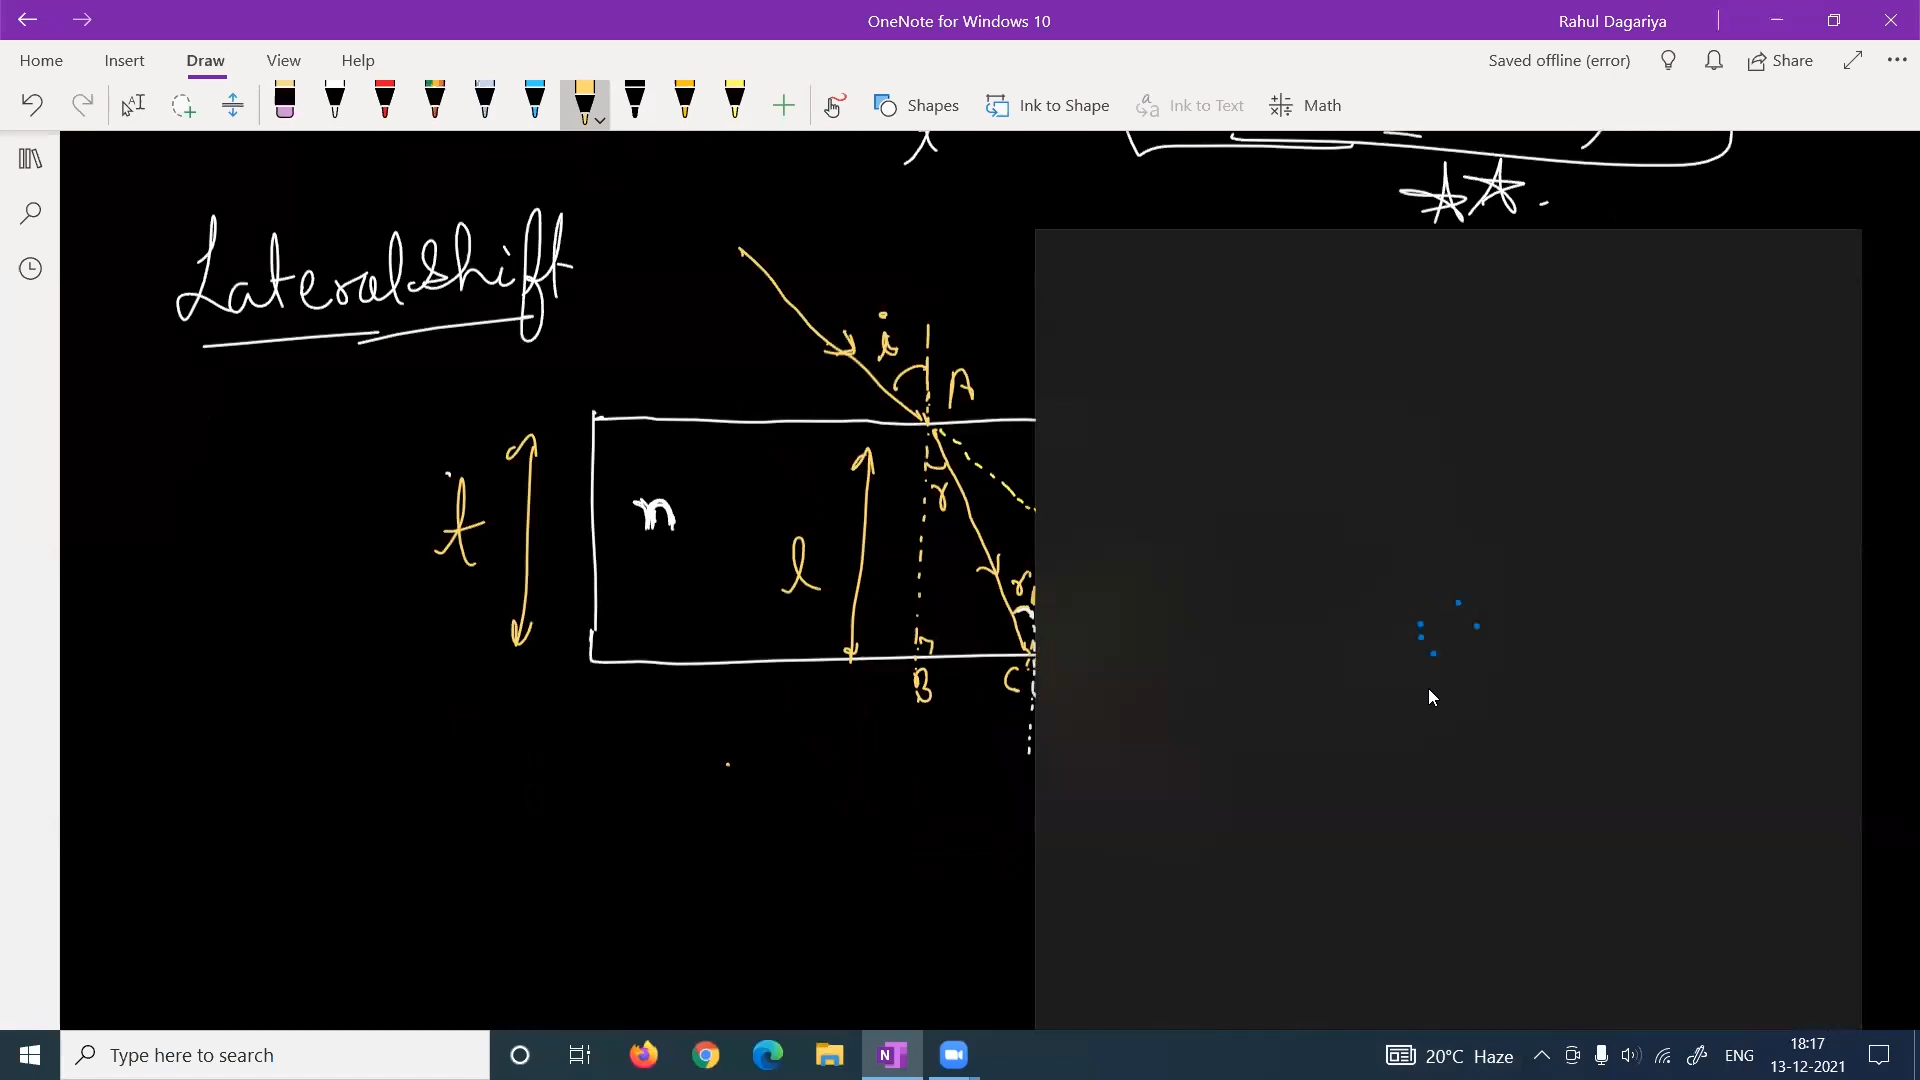 OneNote for Windows 10
Rahul Dagariya
Home Insert Draw View Help
Saved offline (error)
Share
Shapes
Ink to Shape
Ink to Text
Math
Lateral Shift
i
A
t
n
l
r
r
B
C
Type here to search
20°C Haze
ENG
18:17
13-12-2021